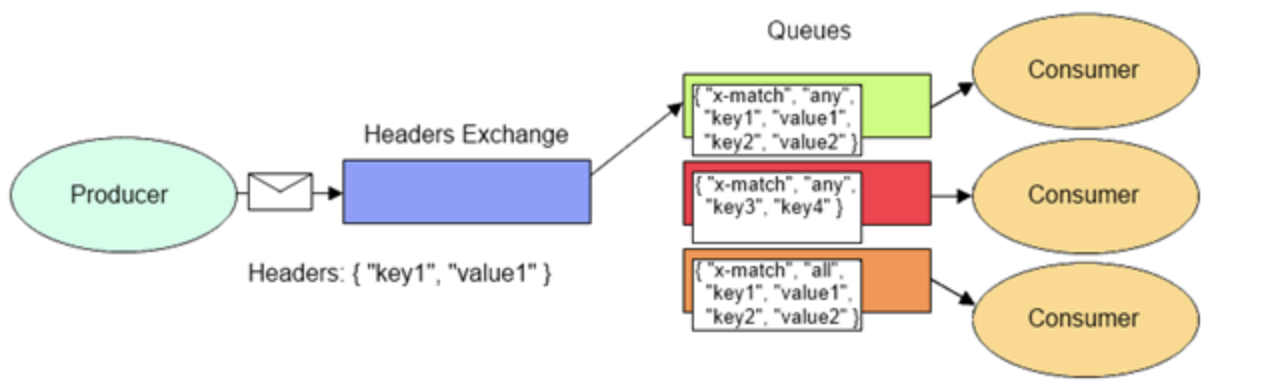 Queues
Headers Exchange
Producer
Headers: { "key1", "value1" }
{ "x-match", "any",
"key1", "value1",
"key2", "value2" }
Consumer
{ "x-match", "any",
"key3", "key4" }
Consumer
{ "x-match", "all",
"key1", "value1",
"key2", "value2" }
Consumer